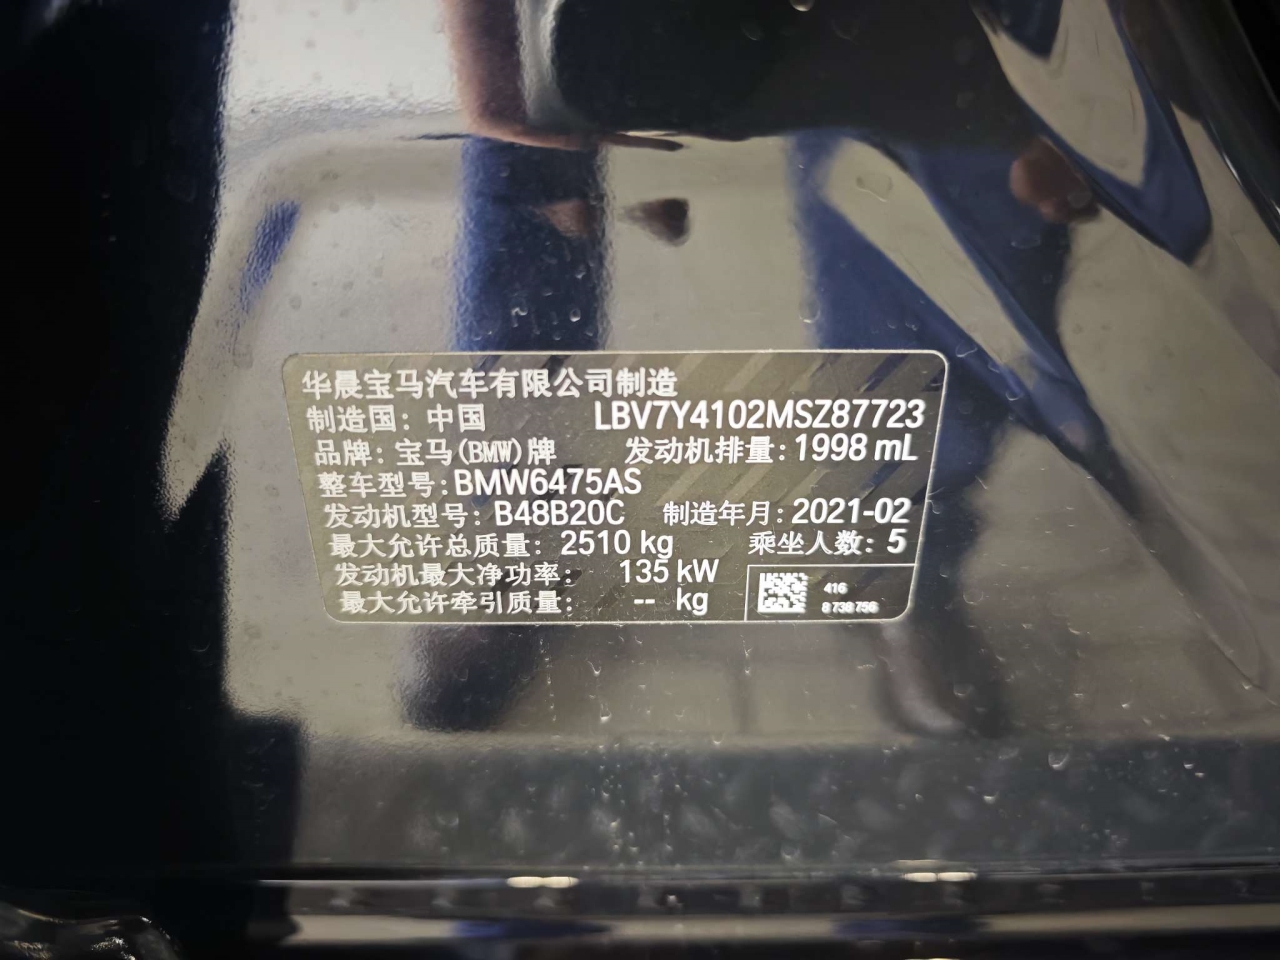 华晨宝马汽车有限公司制造
制造国：中国 LBV7Y4102MSZ87723
品牌：宝马(BMW)牌 发动机排量：1998 mL
整车型号:BMW6475AS
发动机型号：B48B20C 制造年月：2021-02
最大允许总质量：2510 kg 乘坐人数：5
发动机最大净功率：135 kW
最大允许牵引质量：-- kg
416
8 738 756